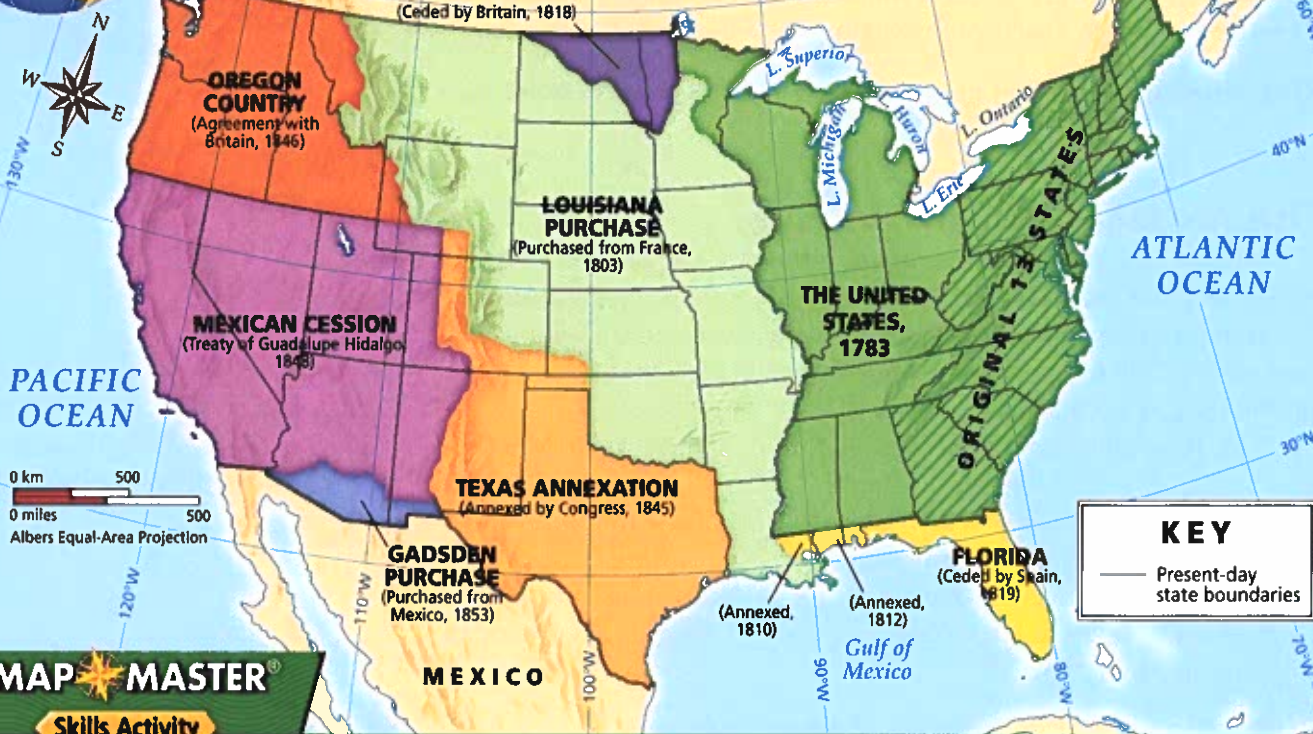 (Ceded by Britain, 1818)
N
W
E
S
OREGON
COUNTRY
(Agreement with
Britain, 1846)
130°W
L. Superior
L. Michigan
Huron
L. Ontario
L. Erie
40°N
LOUISIANA
PURCHASE
(Purchased from France,
1803)
ORIGINAL 13 STATES
ATLANTIC
OCEAN
THE UNITED
STATES,
1783
MEXICAN CESSION
(Treaty of Guadalupe Hidalgo,
1848)
PACIFIC
OCEAN
30°N
0 km 500
0 miles 500
Albers Equal-Area Projection
TEXAS ANNEXATION
(Annexed by Congress, 1845)
GADSDEN
PURCHASE
(Purchased from
Mexico, 1853)
FLORIDA
(Ceded by Spain,
1819)
(Annexed,
1810)
(Annexed,
1812)
Gulf of
Mexico
KEY
Present-day
state boundaries
120°W
110°W
100°W
90°W
80°W
70°W
MEXICO
MAP MASTER®
Skills Activity